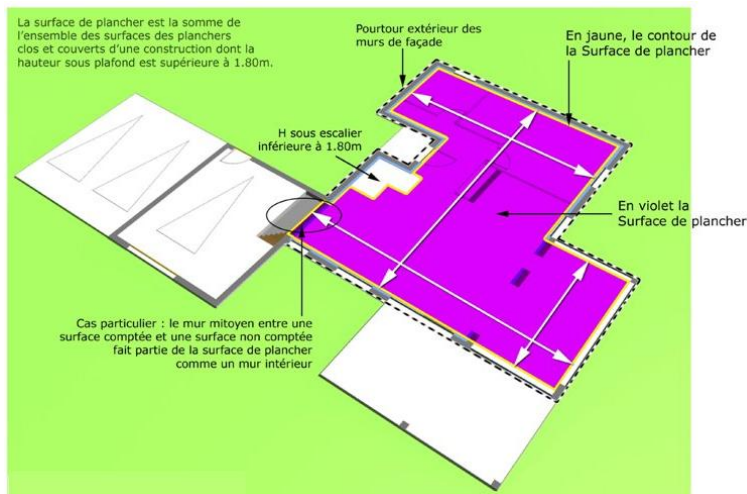 La surface de plancher est la somme de
l'ensemble des surfaces des planchers
clos et couverts d'une construction dont la
hauteur sous plafond est supérieure à 1.80m.
Pourtour extérieur des
murs de façade
En jaune, le contour de
la Surface de plancher
H sous escalier
inférieure à 1.80m
En violet la
Surface de plancher
Cas particulier : le mur mitoyen entre une
surface comptée et une surface non comptée
fait partie de la surface de plancher
comme un mur intérieur